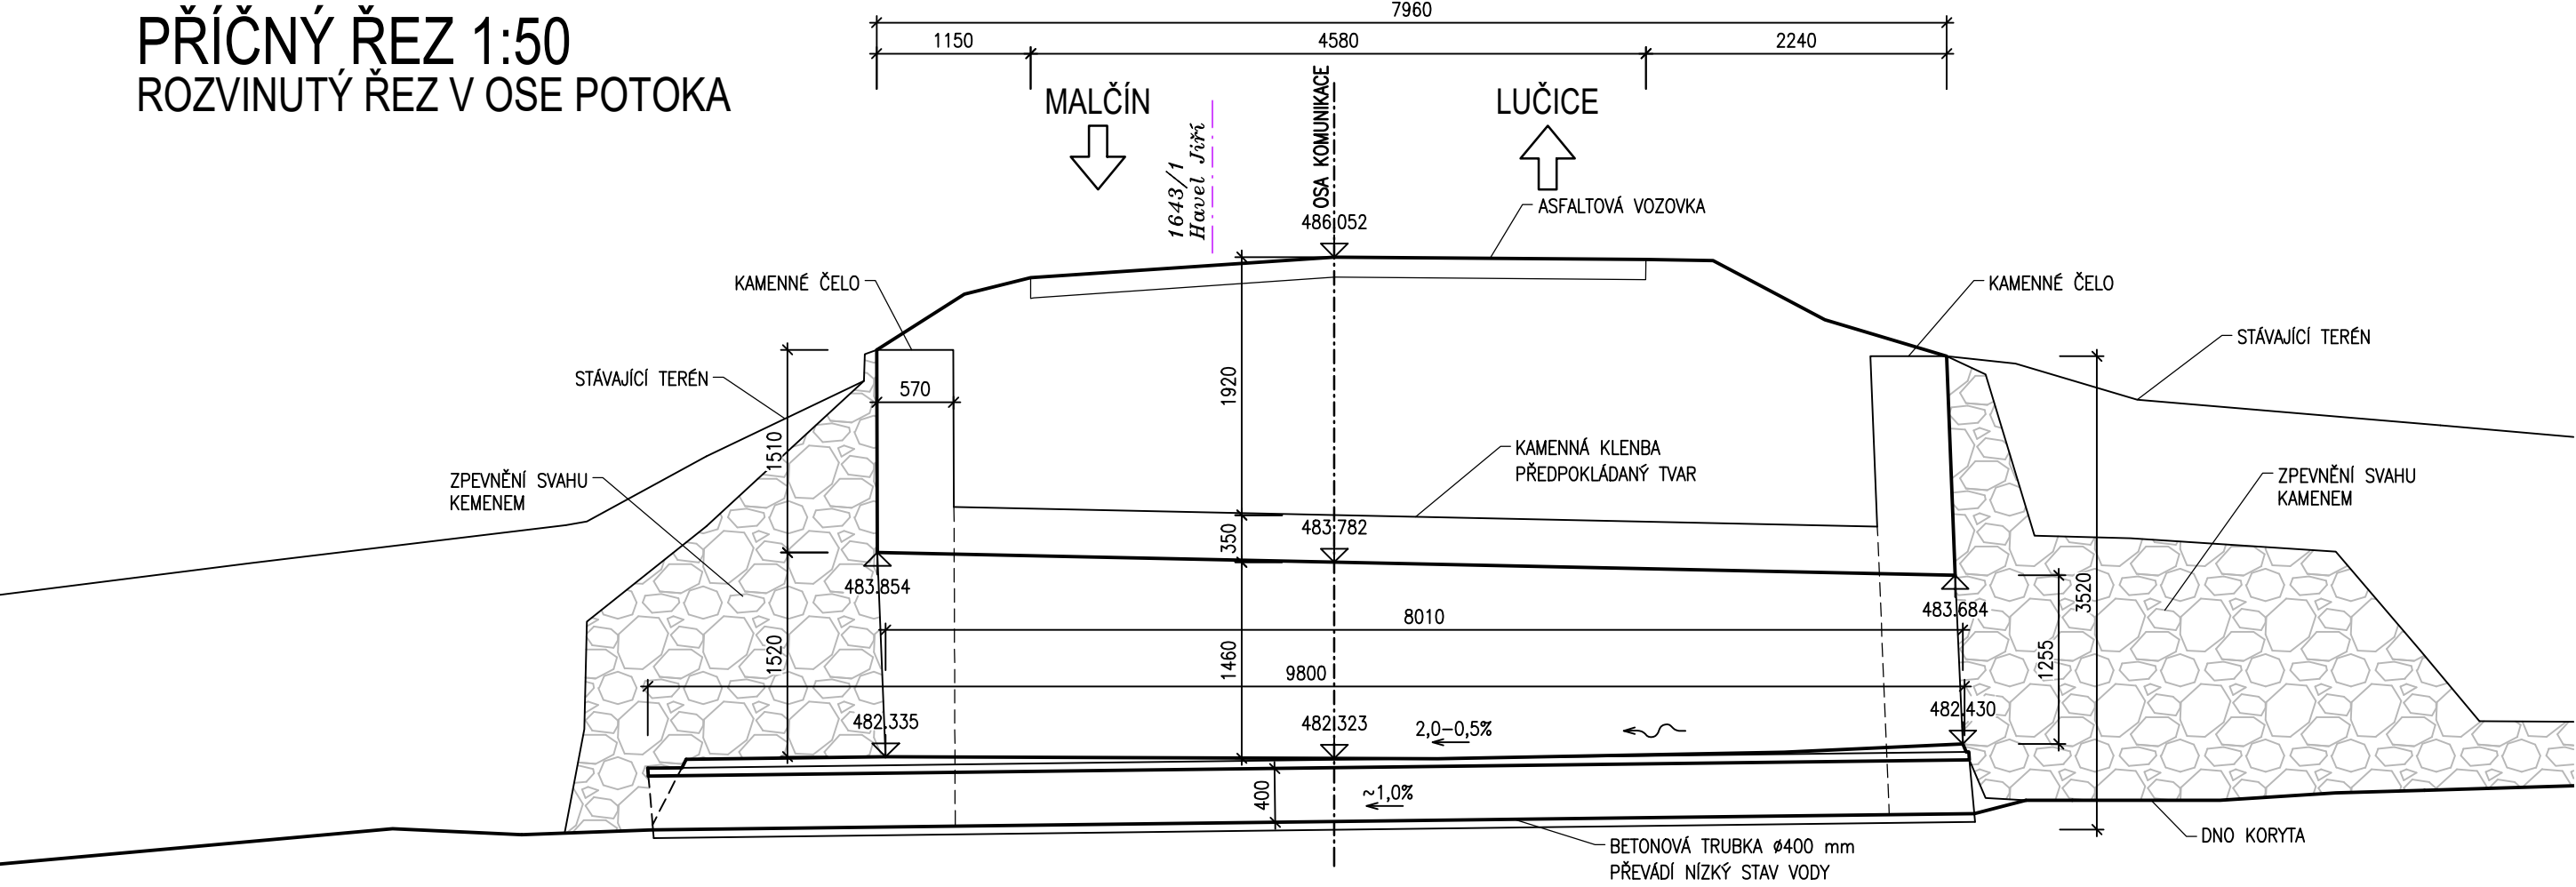 PŘÍČNÝ ŘEZ 1:50
ROZVINUTÝ ŘEZ V OSE POTOKA
7960
1150
4580
2240
MALČÍN
LUČICE
1643/1
Havel Jiří
OSA KOMUNIKACE
486.052
ASFALTOVÁ VOZOVKA
KAMENNÉ ČELO
KAMENNÉ ČELO
STÁVAJÍCÍ TERÉN
STÁVAJÍCÍ TERÉN
570
1920
1510
KAMENNÁ KLENBA
PŘEDPOKLÁDANÝ TVAR
ZPEVNĚNÍ SVAHU
KEMENEM
ZPEVNĚNÍ SVAHU
KAMENEM
350
483.782
483.854
483.684
3520
8010
1520
1460
1255
9800
482.335
482.323
2,0-0,5%
482.430
400
~1,0%
BETONOVÁ TRUBKA ø400 mm
PŘEVÁDÍ NÍZKÝ STAV VODY
DNO KORYTA